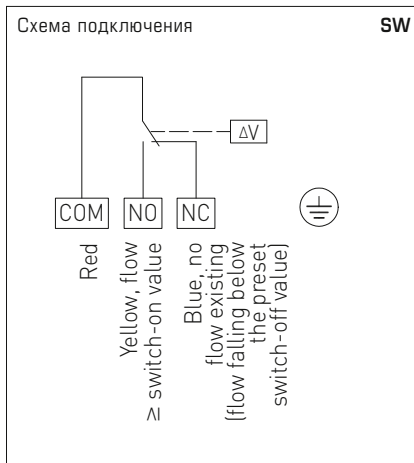 Схема подключения
SW
ΔV
COM
NO
NC
Red
Yellow, flow
≥ switch-on value
Blue, no
flow existing
(flow falling below
the preset
switch-off value)